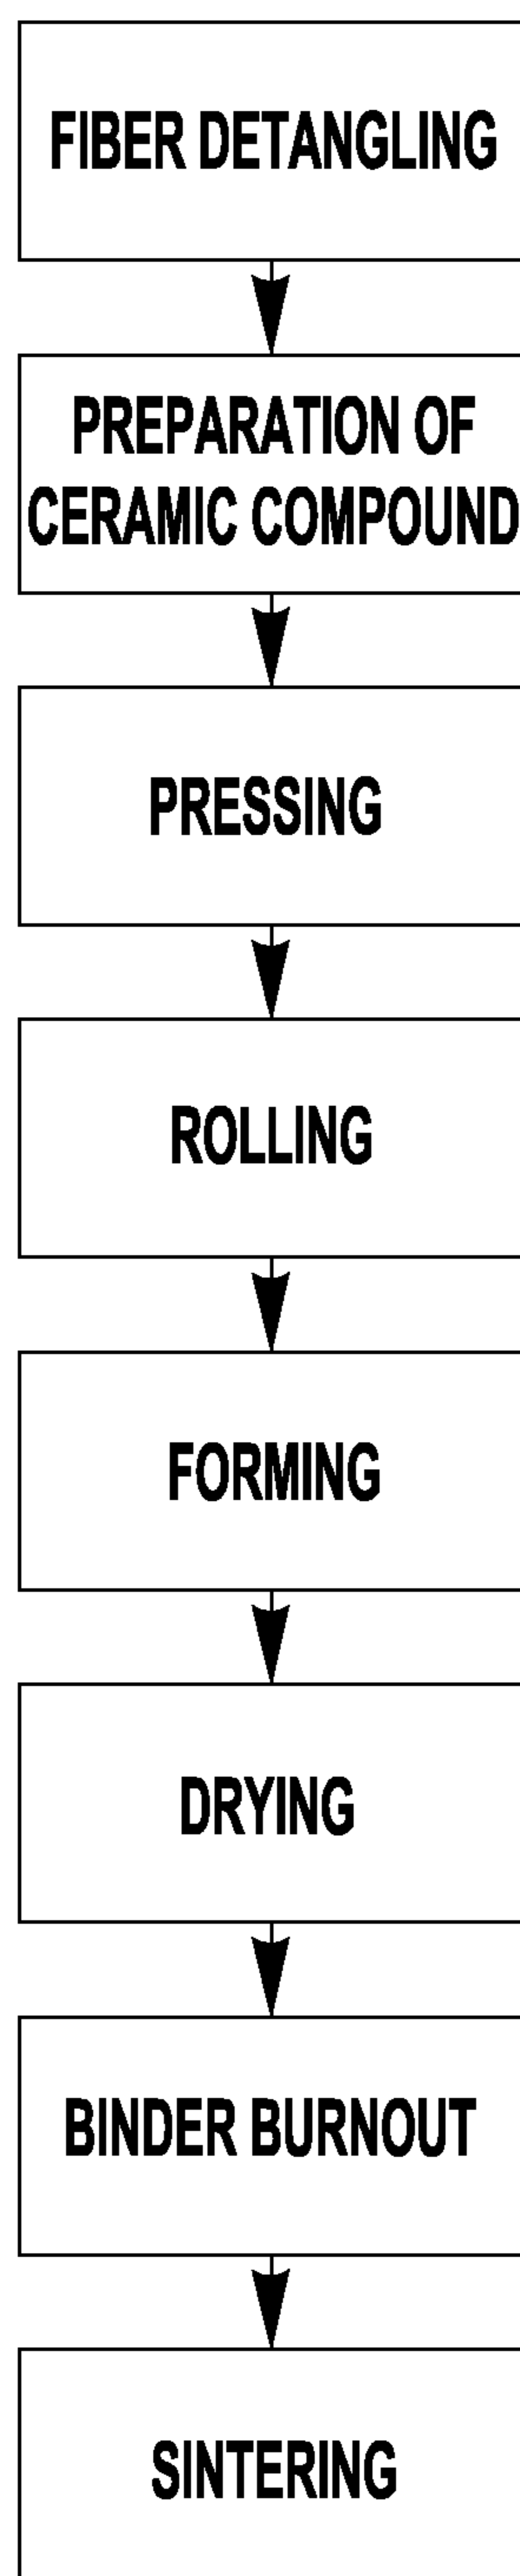 FIBER DETANGLING
PREPARATION OF
CERAMIC COMPOUND
PRESSING
ROLLING
FORMING
DRYING
BINDER BURNOUT
SINTERING